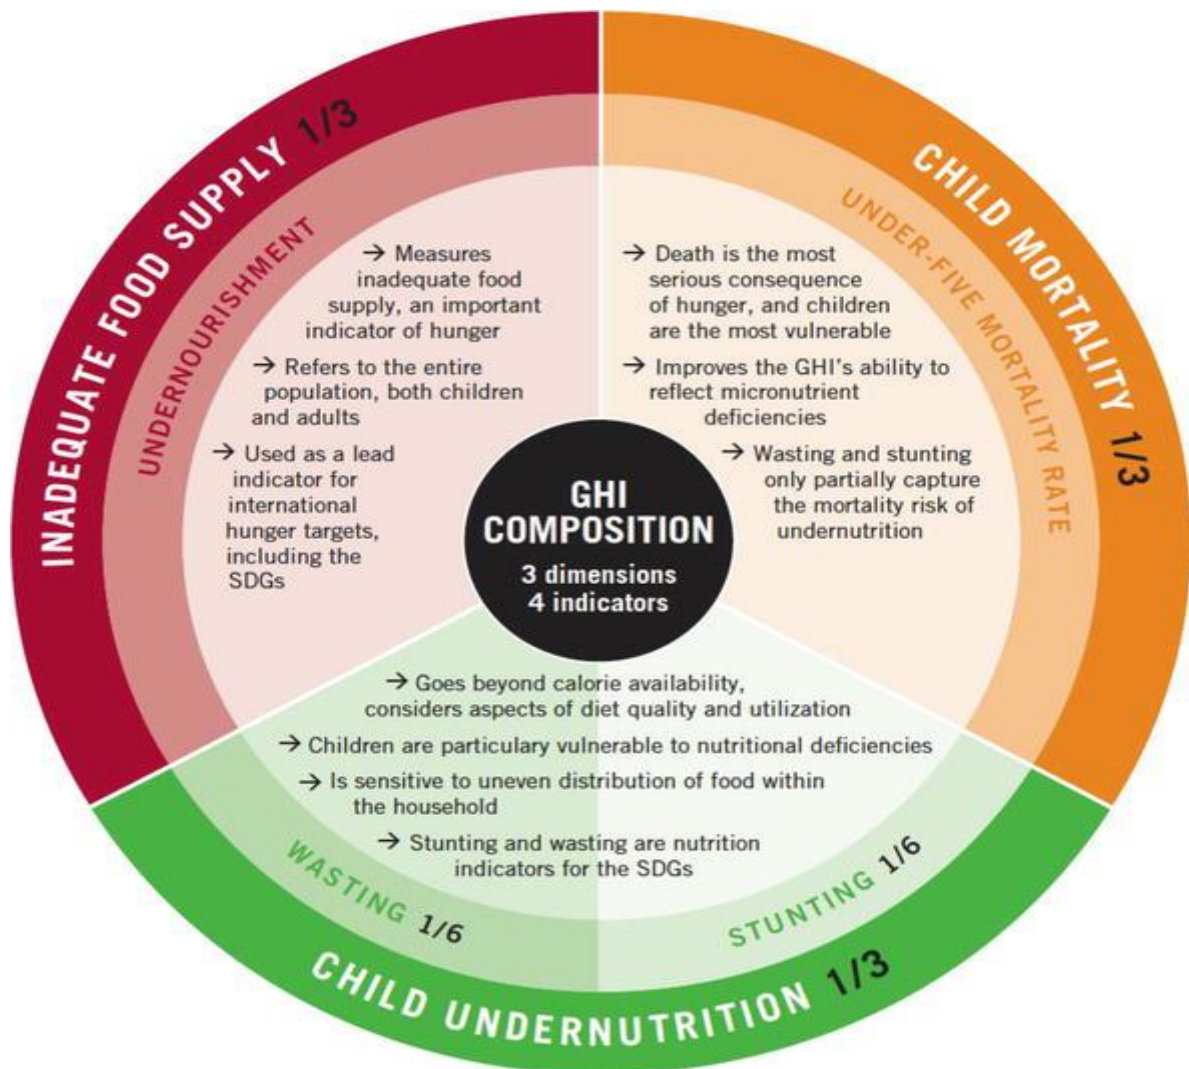 INADEQUATE FOOD SUPPLY 1/3
UNDERNOURISHMENT
→ Measures
inadequate food
supply, an important
indicator of hunger
→ Refers to the entire
population, both children
and adults
→ Used as a lead
indicator for
international
hunger targets,
including the
SDGs
CHILD MORTALITY 1/3
UNDER-FIVE MORTALITY RATE
→ Death is the most
serious consequence
of hunger, and children
are the most vulnerable
→ Improves the GHI's ability to
reflect micronutrient
deficiencies
→ Wasting and stunting
only partially capture
the mortality risk of
undernutrition
GHI
COMPOSITION
3 dimensions
4 indicators
→ Goes beyond calorie availability,
considers aspects of diet quality and utilization
→ Children are particulary vulnerable to nutritional deficiencies
→ Is sensitive to uneven distribution of food within
the household
→ Stunting and wasting are nutrition
indicators for the SDGs
WASTING 1/6
STUNTING 1/6
CHILD UNDERNUTRITION 1/3